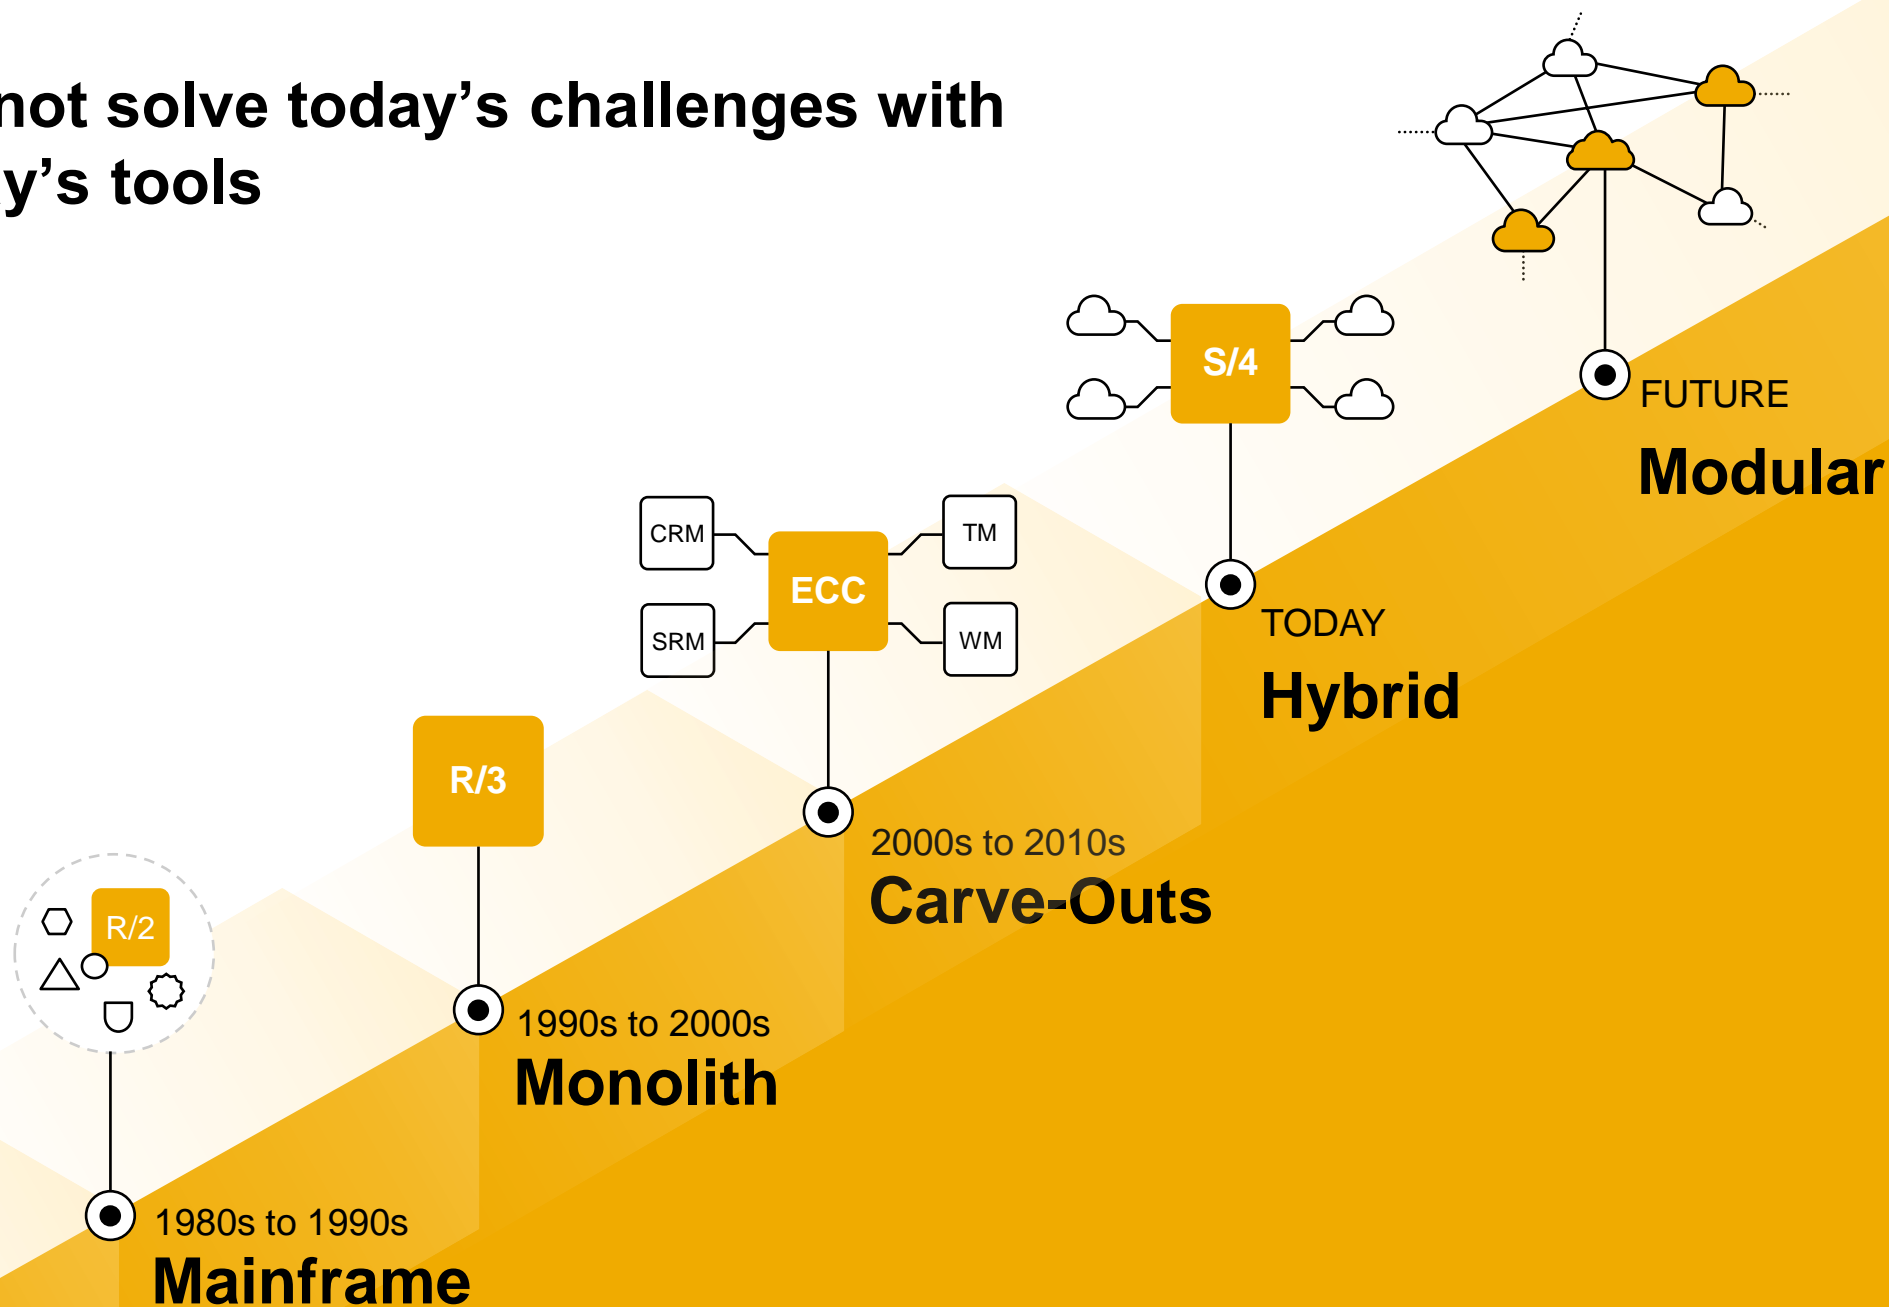 not solve today's challenges with
y's tools
S/4
FUTURE
Modular
CRM
TM
ECC
SRM
WM
TODAY
Hybrid
R/3
2000s to 2010s
Carve-Outs
R/2
1990s to 2000s
Monolith
1980s to 1990s
Mainframe